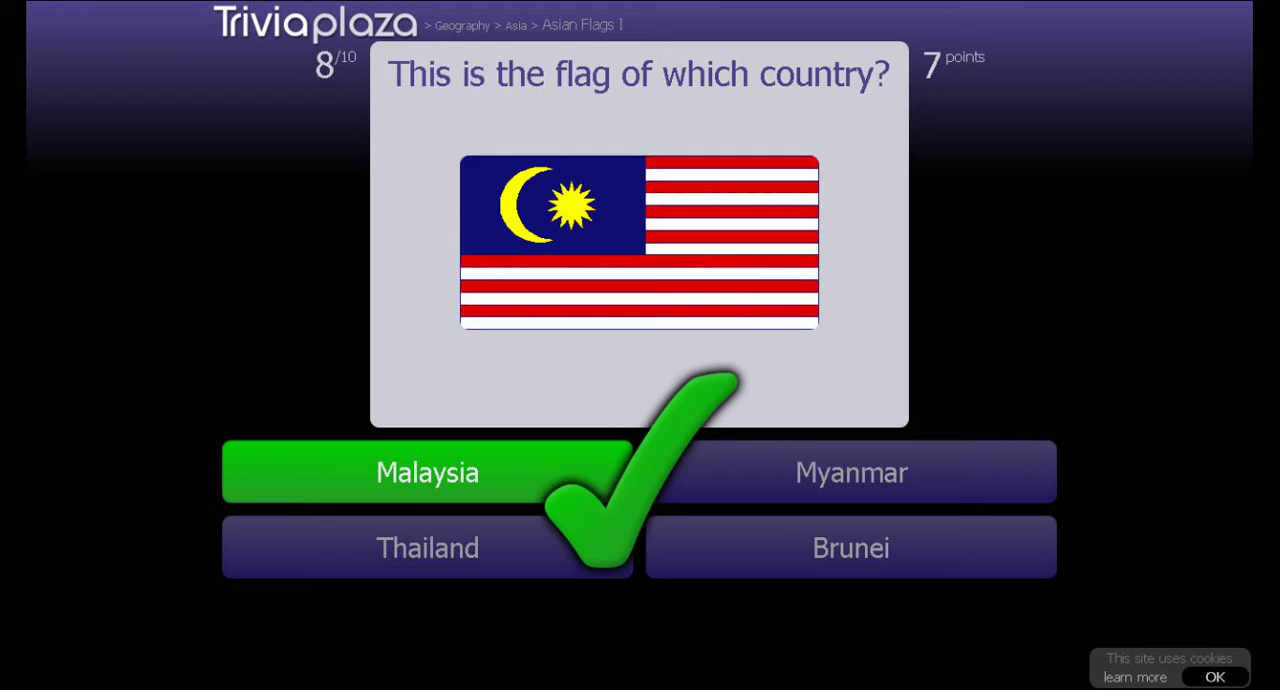 Triviaplaza > Geography > Asia > Asian Flags I
8/10
This is the flag of which country?
7 points
Malaysia
Myanmar
Thailand
Brunei
This site uses cookies
learn more OK